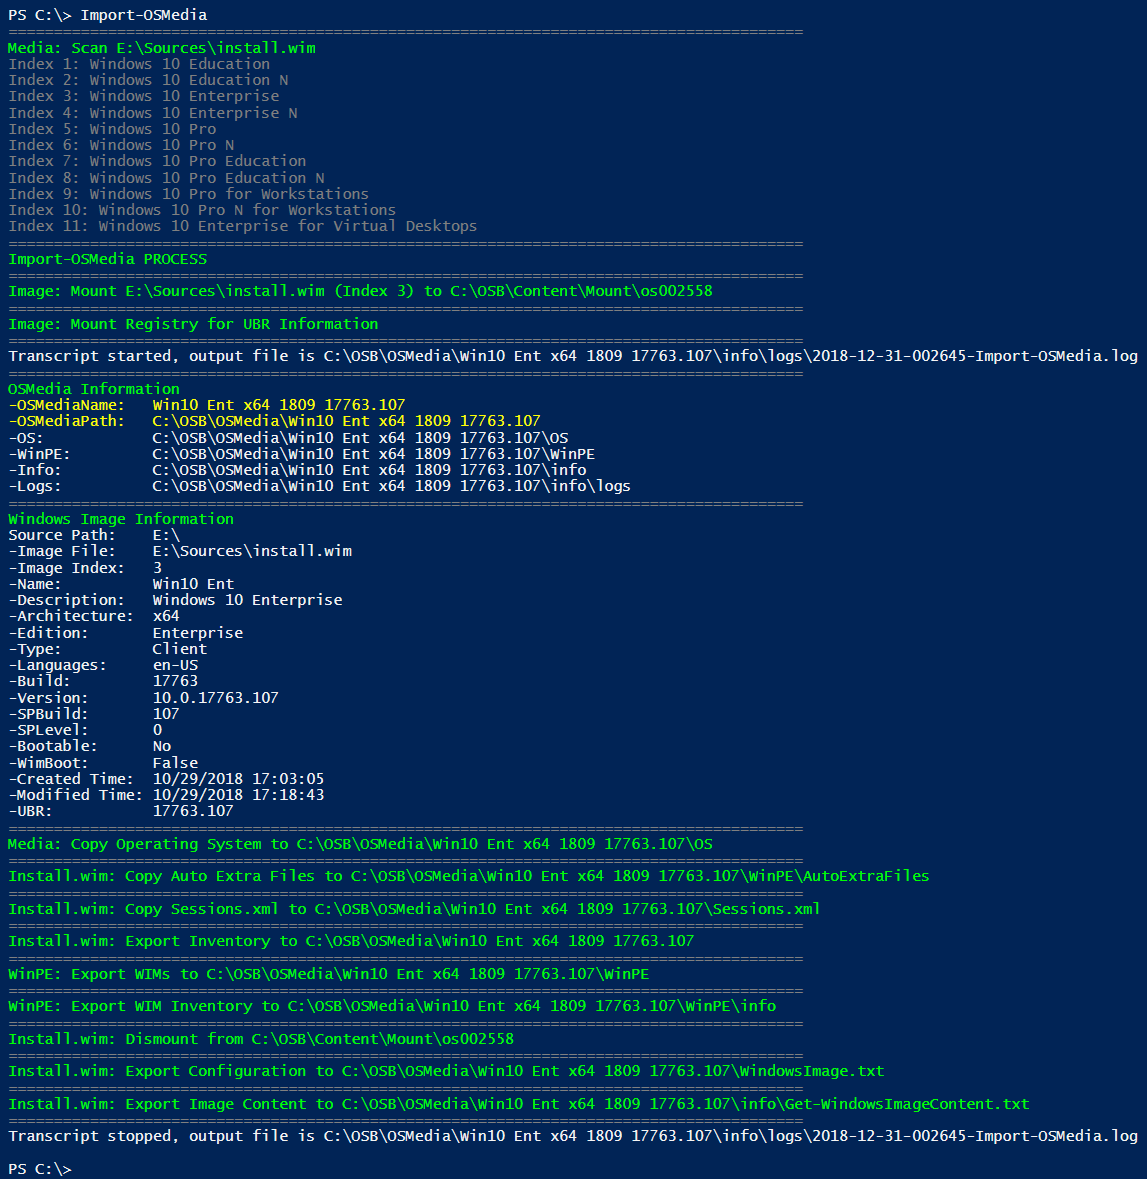 PS C:\> Import-OSMedia
========================================================================================
Media: Scan E:\Sources\install.wim
Index 1: Windows 10 Education
Index 2: Windows 10 Education N
Index 3: Windows 10 Enterprise
Index 4: Windows 10 Enterprise N
Index 5: Windows 10 Pro
Index 6: Windows 10 Pro N
Index 7: Windows 10 Pro Education
Index 8: Windows 10 Pro Education N
Index 9: Windows 10 Pro for Workstations
Index 10: Windows 10 Pro N for Workstations
Index 11: Windows 10 Enterprise for Virtual Desktops
========================================================================================
Import-OSMedia PROCESS
========================================================================================
Image: Mount E:\Sources\install.wim (Index 3) to C:\OSB\Content\Mount\os002558
========================================================================================
Image: Mount Registry for UBR Information
========================================================================================
Transcript started, output file is C:\OSB\OSMedia\Win10 Ent x64 1809 17763.107\info\logs\2018-12-31-002645-Import-OSMedia.log
========================================================================================
OSMedia Information
-OSMediaName:   Win10 Ent x64 1809 17763.107
-OSMediaPath:   C:\OSB\OSMedia\Win10 Ent x64 1809 17763.107
-OS:            C:\OSB\OSMedia\Win10 Ent x64 1809 17763.107\OS
-WinPE:         C:\OSB\OSMedia\Win10 Ent x64 1809 17763.107\WinPE
-Info:          C:\OSB\OSMedia\Win10 Ent x64 1809 17763.107\info
-Logs:          C:\OSB\OSMedia\Win10 Ent x64 1809 17763.107\info\logs
========================================================================================
Windows Image Information
Source Path:    E:\
-Image File:    E:\Sources\install.wim
-Image Index:   3
-Name:          Win10 Ent
-Description:   Windows 10 Enterprise
-Architecture:  x64
-Edition:       Enterprise
-Type:          Client
-Languages:     en-US
-Build:         17763
-Version:       10.0.17763.107
-SPBuild:       107
-SPLevel:       0
-Bootable:      No
-WimBoot:       False
-Created Time:  10/29/2018 17:03:05
-Modified Time: 10/29/2018 17:18:43
-UBR:           17763.107
========================================================================================
Media: Copy Operating System to C:\OSB\OSMedia\Win10 Ent x64 1809 17763.107\OS
========================================================================================
Install.wim: Copy Auto Extra Files to C:\OSB\OSMedia\Win10 Ent x64 1809 17763.107\WinPE\AutoExtraFiles
========================================================================================
Install.wim: Copy Sessions.xml to C:\OSB\OSMedia\Win10 Ent x64 1809 17763.107\Sessions.xml
========================================================================================
Install.wim: Export Inventory to C:\OSB\OSMedia\Win10 Ent x64 1809 17763.107
========================================================================================
WinPE: Export WIMs to C:\OSB\OSMedia\Win10 Ent x64 1809 17763.107\WinPE
========================================================================================
WinPE: Export WIM Inventory to C:\OSB\OSMedia\Win10 Ent x64 1809 17763.107\WinPE\info
========================================================================================
Install.wim: Dismount from C:\OSB\Content\Mount\os002558
========================================================================================
Install.wim: Export Configuration to C:\OSB\OSMedia\Win10 Ent x64 1809 17763.107\WindowsImage.txt
========================================================================================
Install.wim: Export Image Content to C:\OSB\OSMedia\Win10 Ent x64 1809 17763.107\info\Get-WindowsImageContent.txt
========================================================================================
Transcript stopped, output file is C:\OSB\OSMedia\Win10 Ent x64 1809 17763.107\info\logs\2018-12-31-002645-Import-OSMedia.log
PS C:\>